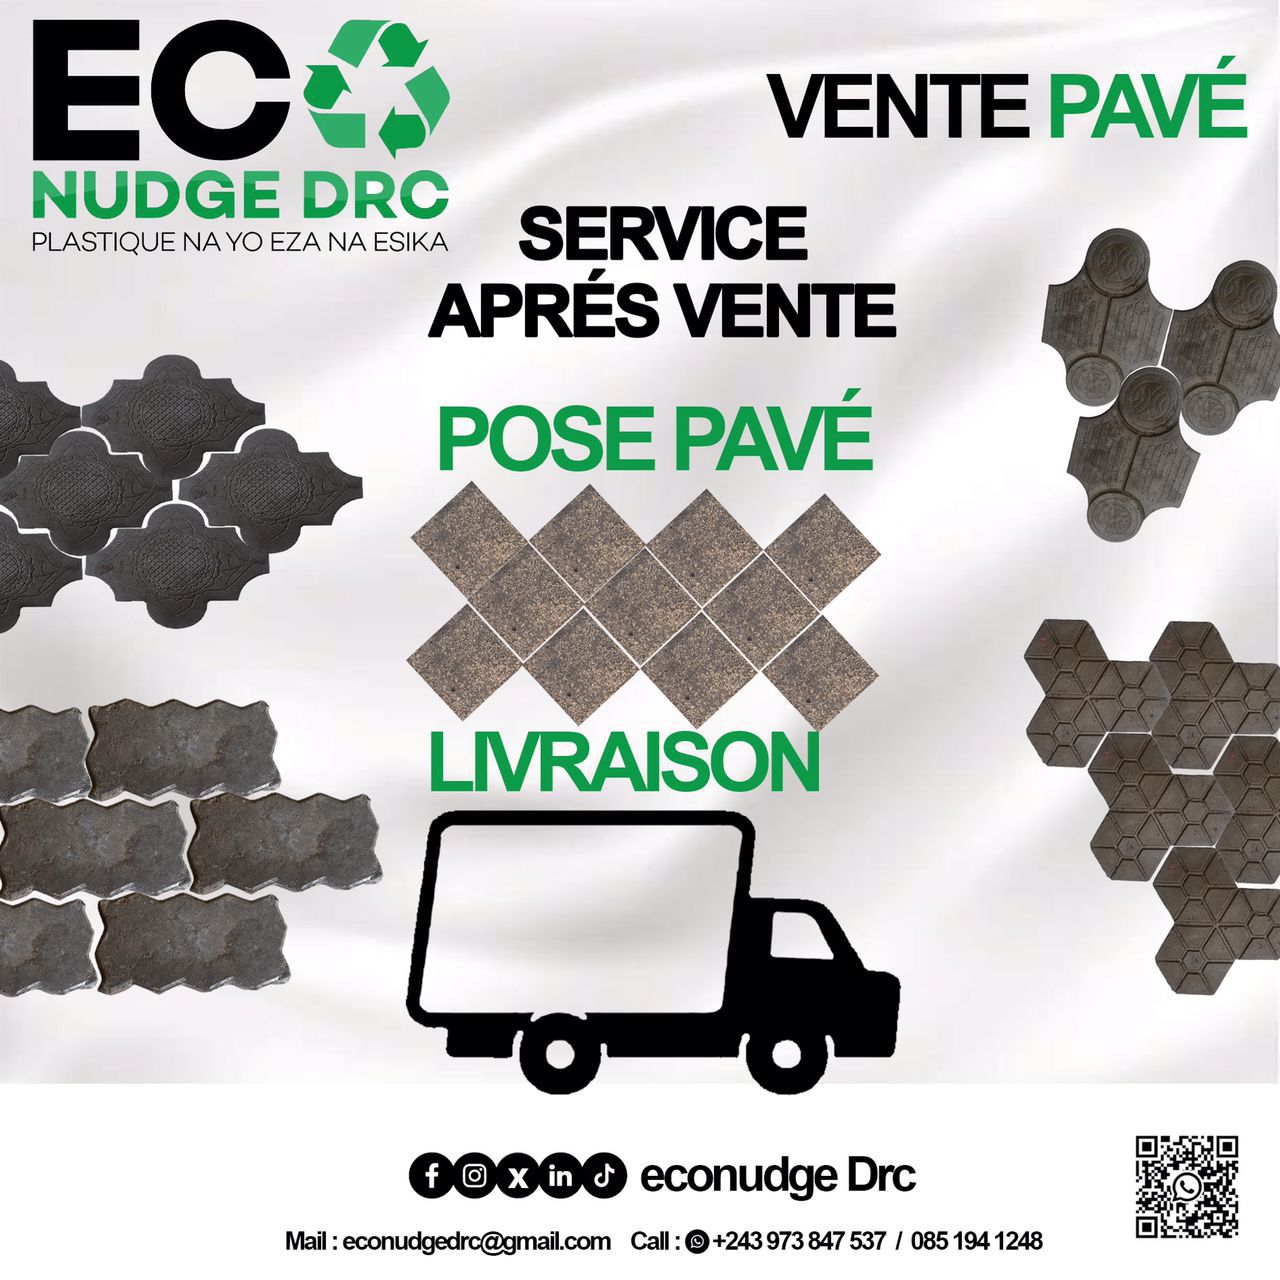 ECO
NUDGE DRC
PLASTIQUE NA YO EZA NA ESIKA
VENTE PAVÉ
SERVICE
APRÉS VENTE
POSE PAVÉ
LIVRAISON
econudge Drc
Mail : econudgedrc@gmail.com Call : +243 973 847 537 / 085 194 1248